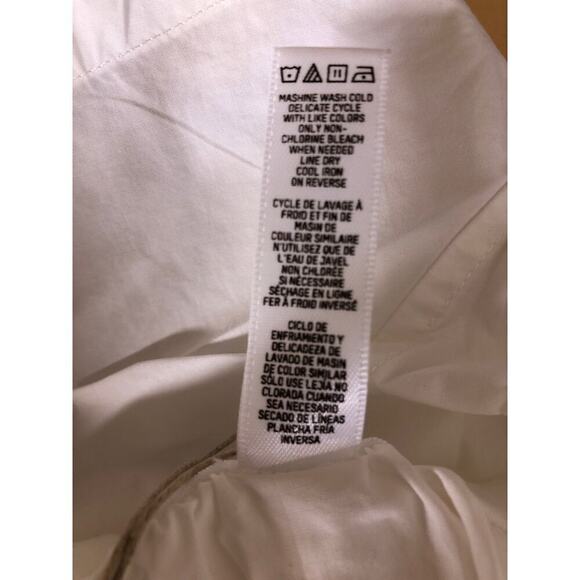 MASHINE WASH COLD
DELICATE CYCLE
WITH LIKE COLORS
ONLY NON-
CHLORINE BLEACH
WHEN NEEDED
LINE DRY
COOL IRON
ON REVERSE
CYCLE DE LAVAGE À
FROID ET FIN DE
MASIN DE
COULEUR SIMILAIRE
N'UTILISEZ QUE DE
L'EAU DE JAVEL
NON CHLORÉE
SI NÉCESSAIRE
SÉCHAGE EN LIGNE
FER À FROID INVERSÉ
CICLO DE
ENFRIAMIENTO Y
DELICADEZA DE
LAVADO DE MASIN
DE COLOR SIMILAR
SÓLO USE LEJÍA NO
CLORADA CUANDO
SEA NECESARIO
SECADO DE LÍNEAS
PLANCHA FRÍA
INVERSA